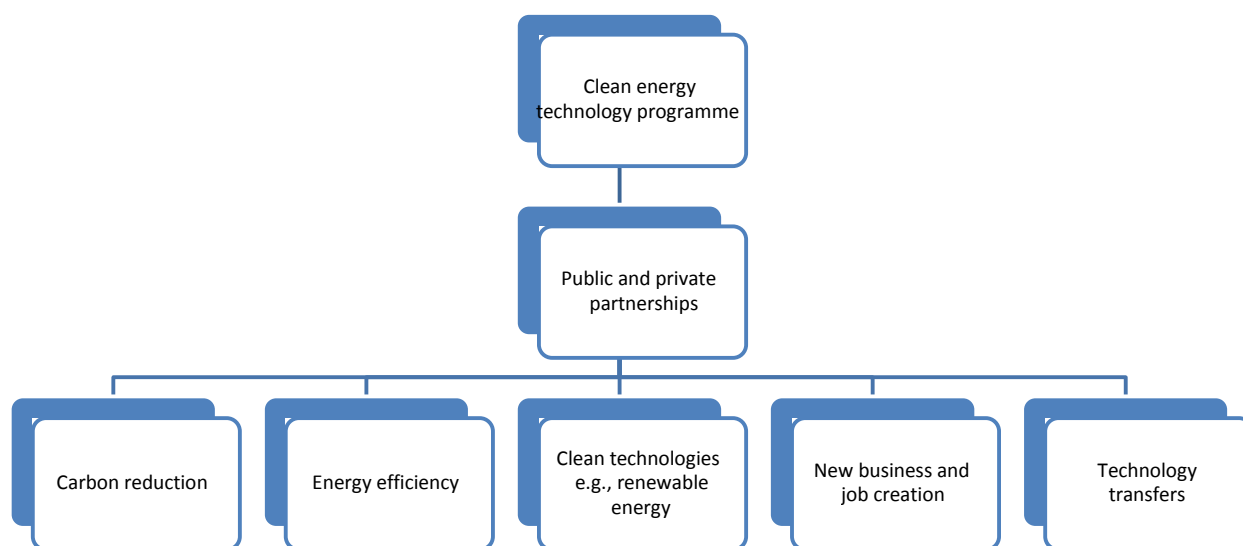 Clean energy
technology programme
Public and private
partnerships
Carbon reduction
Energy efficiency
Clean technologies
e.g., renewable
energy
New business and
job creation
Technology
transfers